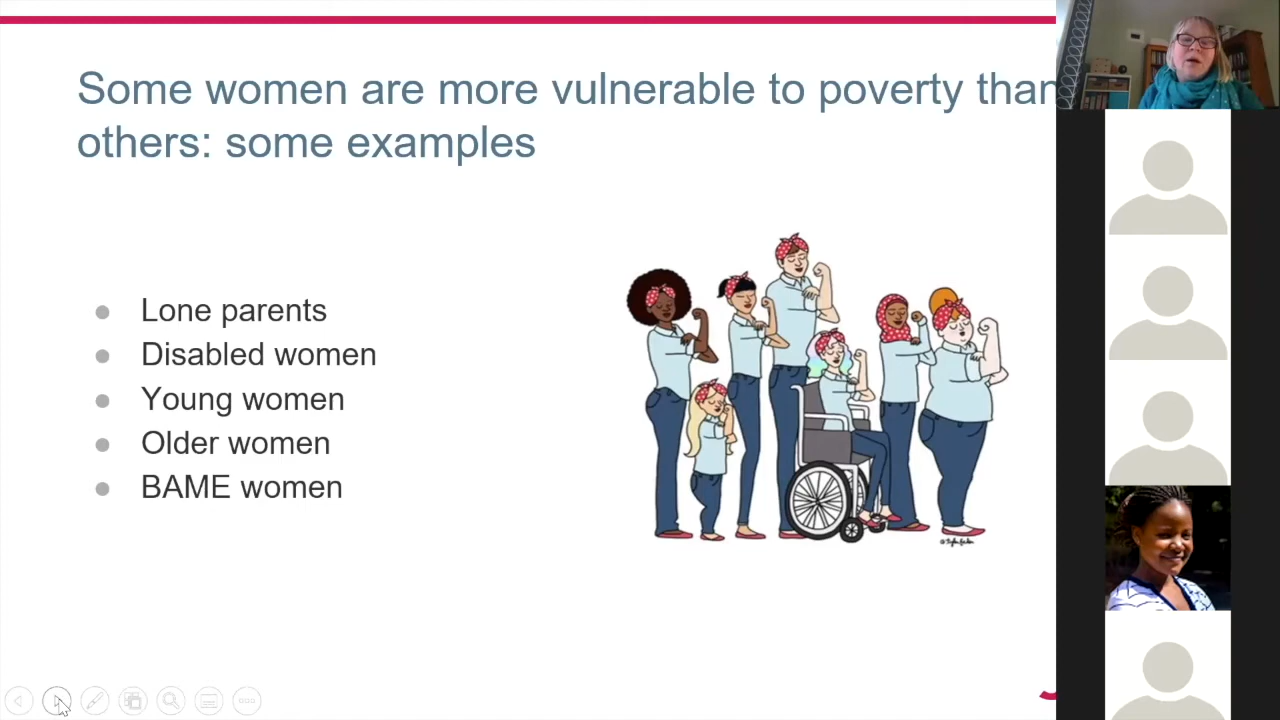 Some women are more vulnerable to poverty than
others: some examples
Lone parents
Disabled women
Young women
Older women
BAME women